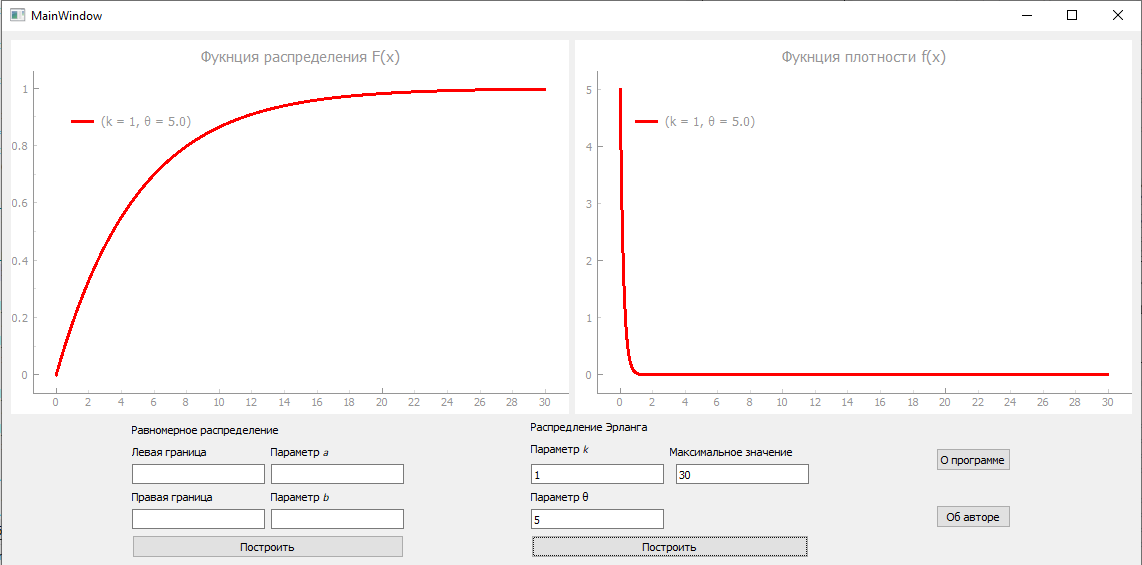 MainWindow
Фукнция распределения F(x)
1
0.8
0.6
0.4
0.2
0
(k = 1, θ = 5.0)
0 2 4 6 8 10 12 14 16 18 20 22 24 26 28 30
Фукнция плотности f(x)
5
4
3
2
1
0
(k = 1, θ = 5.0)
0 2 4 6 8 10 12 14 16 18 20 22 24 26 28 30
Равномерное распределение
Левая граница Параметр a
Правая граница Параметр b
Построить
Распредление Эрланга
Параметр k Максимальное значение
1 30
Параметр θ
5
Построить
О программе
Об авторе